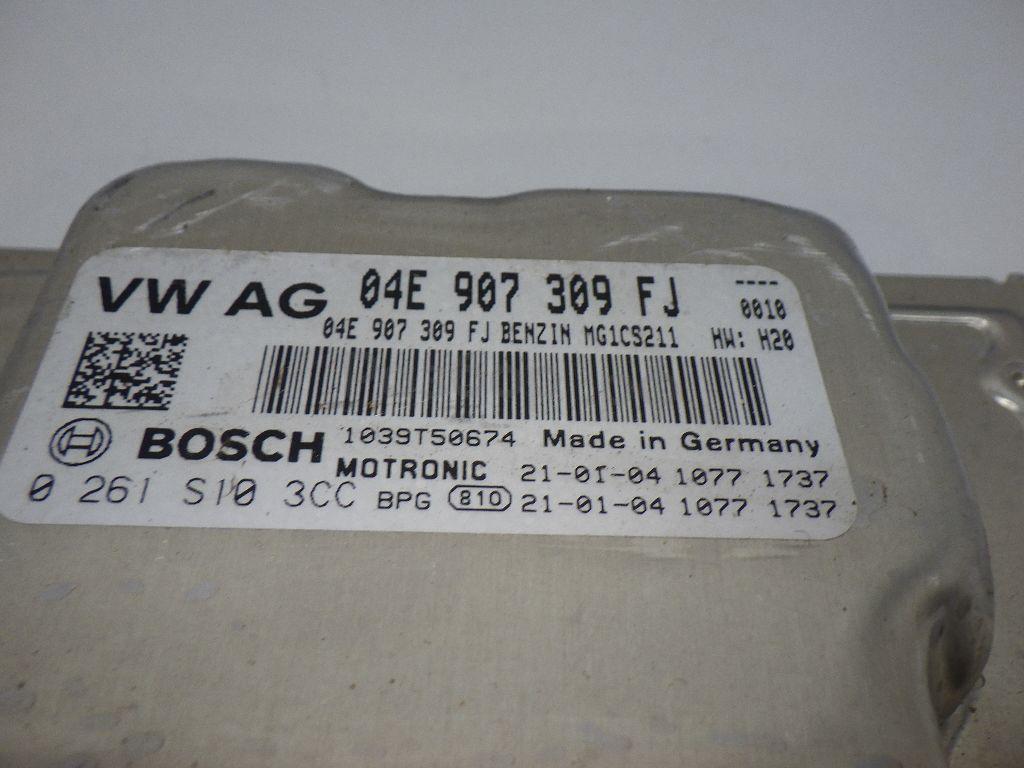 VW AG 04E 907 309 FJ ----
0010
04E 907 309 FJ BENZIN MG1CS211 HW: H20
BOSCH 1039T50674 Made in Germany
MOTRONIC 21-01-04 1077 1737
0 261 S10 3CC BPG 810 21-01-04 1077 1737